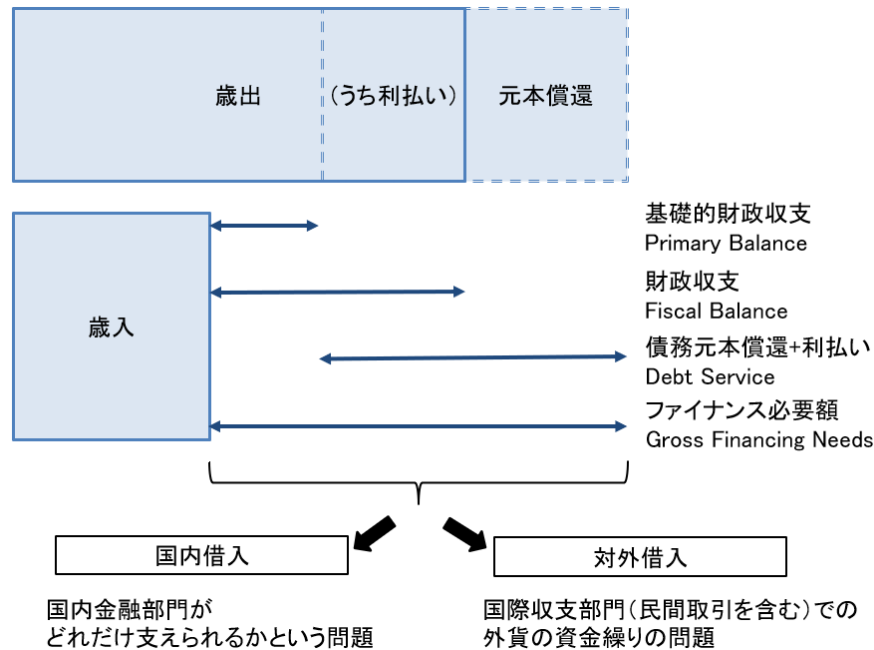 歳出
(うち利払い)
元本償還
歳入
基礎的財政収支
Primary Balance
財政収支
Fiscal Balance
債務元本償還+利払い
Debt Service
ファイナンス必要額
Gross Financing Needs
国内借入
対外借入
国内金融部門が
どれだけ支えられるかという問題
国際収支部門(民間取引を含む)での
外貨の資金繰りの問題